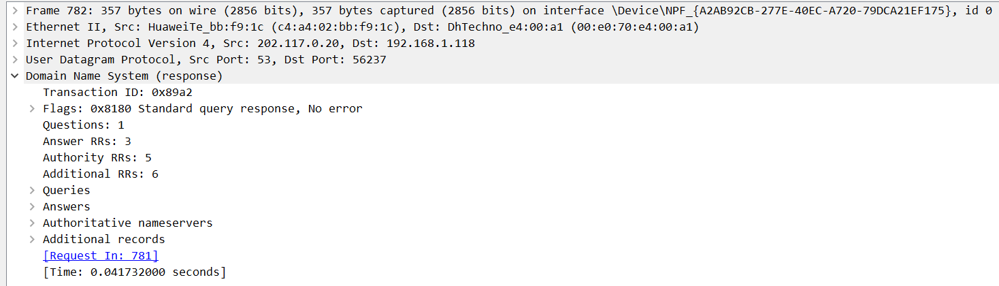 Frame 782: 357 bytes on wire (2856 bits), 357 bytes captured (2856 bits) on interface \Device\NPF_{A2AB92CB-277E-40EC-A720-79DCA21EF175}, id 0
Ethernet II, Src: HuaweiTe_bb:f9:1c (c4:a4:02:bb:f9:1c), Dst: DhTechno_e4:00:a1 (00:e0:70:e4:00:a1)
Internet Protocol Version 4, Src: 202.117.0.20, Dst: 192.168.1.118
User Datagram Protocol, Src Port: 53, Dst Port: 56237
Domain Name System (response)
Transaction ID: 0x89a2
Flags: 0x8180 Standard query response, No error
Questions: 1
Answer RRs: 3
Authority RRs: 5
Additional RRs: 6
Queries
Answers
Authoritative nameservers
Additional records
[Request In: 781]
[Time: 0.041732000 seconds]